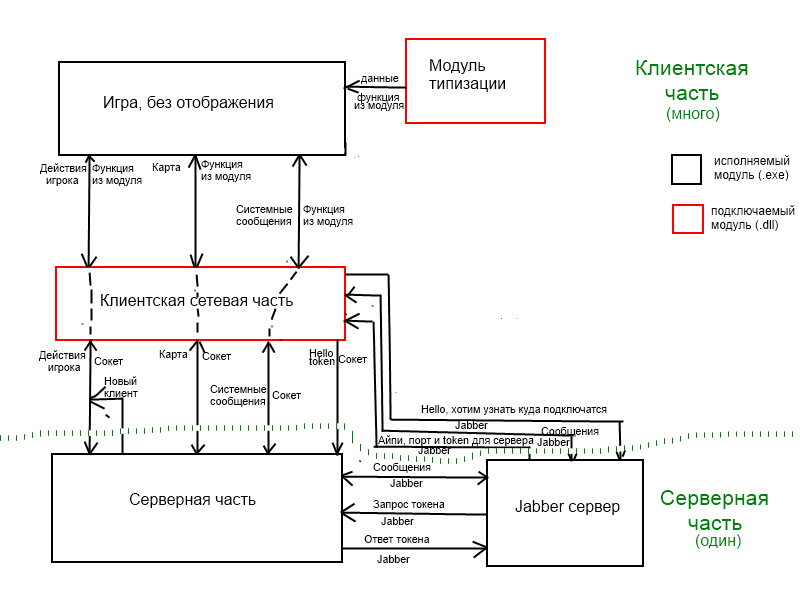 Модуль
типизации
Клиентская
часть
(много)
данные
функция
из модуля
Игра, без отображения
исполняемый
модуль (.exe)
подключаемый
модуль (.dll)
Действия
игрока
Функция
из модуля
Карта
Функция
из модуля
Системные
сообщения
Функция
из модуля
Клиентская сетевая часть
Действия
игрока
Сокет
Карта
Сокет
Hello
token
Сокет
Новый
клиент
Системные
сообщения
Сокет
Hello, хотим узнать куда подключатся
Jabber
Сообщения
Jabber
Айпи, порт и token для сервера
Jabber
Серверная часть
Сообщения
Jabber
Запрос токена
Jabber
Ответ токена
Jabber
Jabber сервер
Серверная
часть
(один)